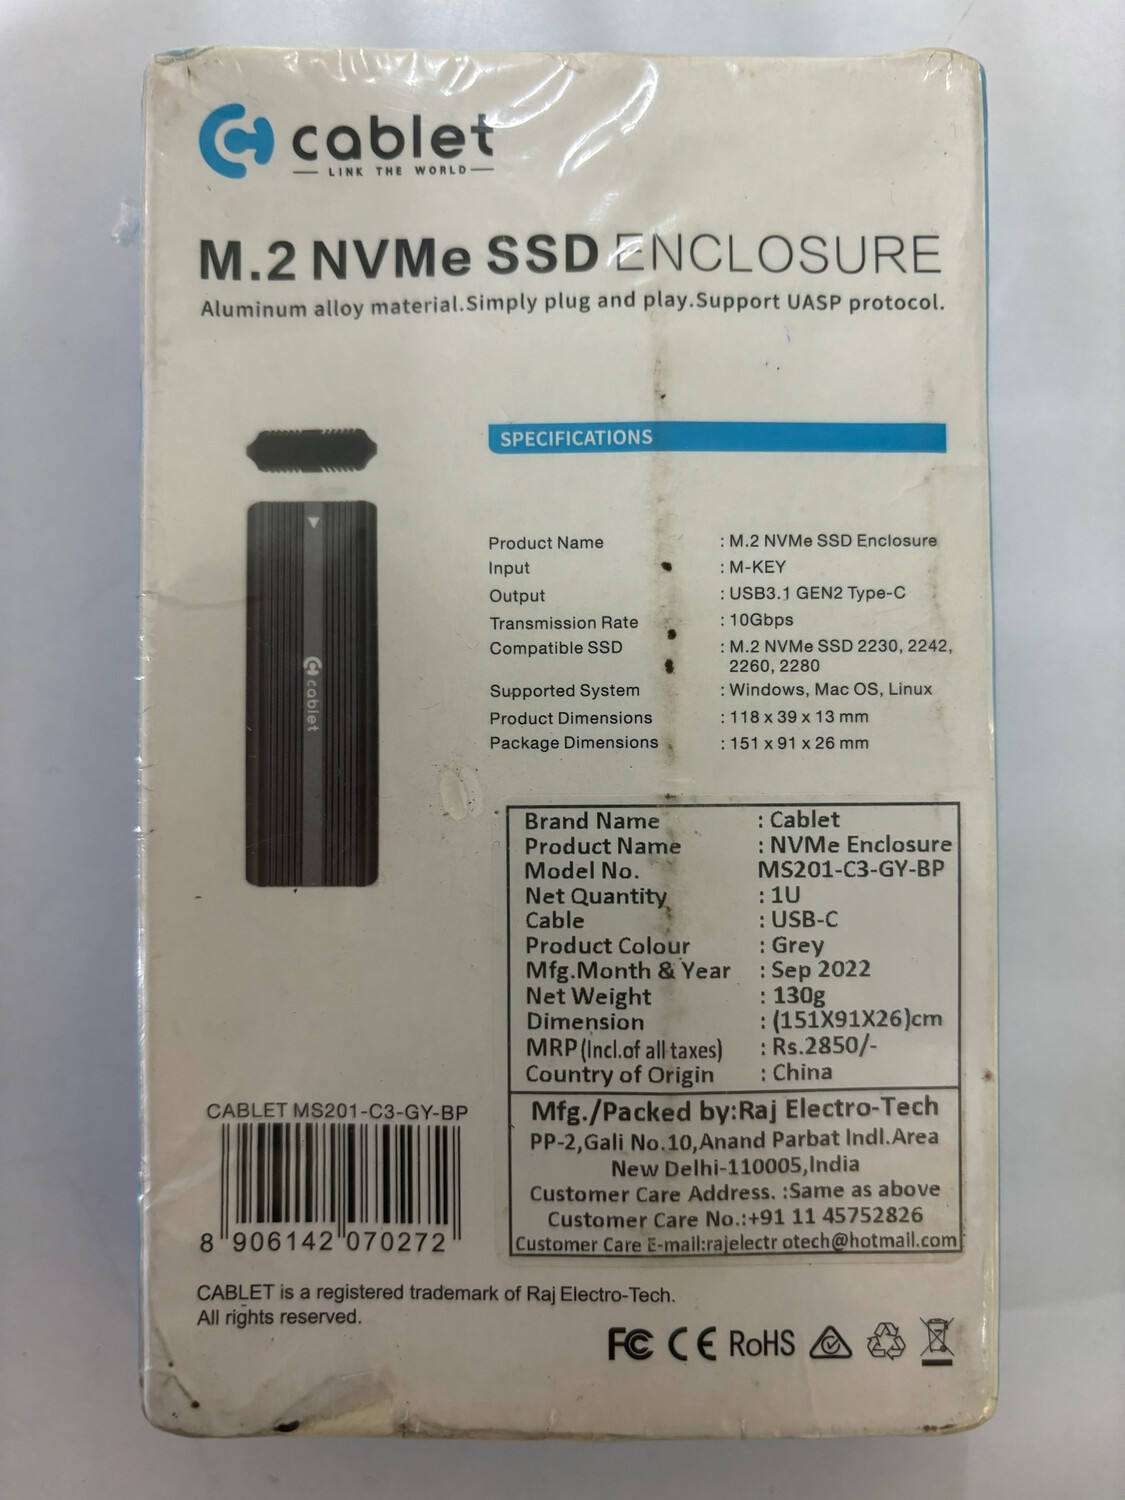 cablet
LINK THE WORLD
M.2 NVMe SSD ENCLOSURE
Aluminum alloy material.Simply plug and play.Support UASP protocol.
SPECIFICATIONS
Product Name : M.2 NVMe SSD Enclosure
Input : M-KEY
Output : USB3.1 GEN2 Type-C
Transmission Rate : 10Gbps
Compatible SSD : M.2 NVMe SSD 2230, 2242,
2260, 2280
Supported System : Windows, Mac OS, Linux
Product Dimensions : 118 x 39 x 13 mm
Package Dimensions : 151 x 91 x 26 mm
cablet
Brand Name : Cablet
Product Name : NVMe Enclosure
Model No. MS201-C3-GY-BP
Net Quantity : 1U
Cable : USB-C
Product Colour : Grey
Mfg.Month & Year : Sep 2022
Net Weight : 130g
Dimension : (151X91X26)cm
MRP (Incl.of all taxes) : Rs.2850/-
Country of Origin : China
Mfg./Packed by:Raj Electro-Tech
PP-2,Gali No.10,Anand Parbat Indl.Area
New Delhi-110005,India
Customer Care Address. :Same as above
Customer Care No.:+91 11 45752826
Customer Care E-mail:rajelectr otech@hotmail.com
CABLET MS201-C3-GY-BP
8 906142 070272
CABLET is a registered trademark of Raj Electro-Tech.
All rights reserved.
FC CE RoHS